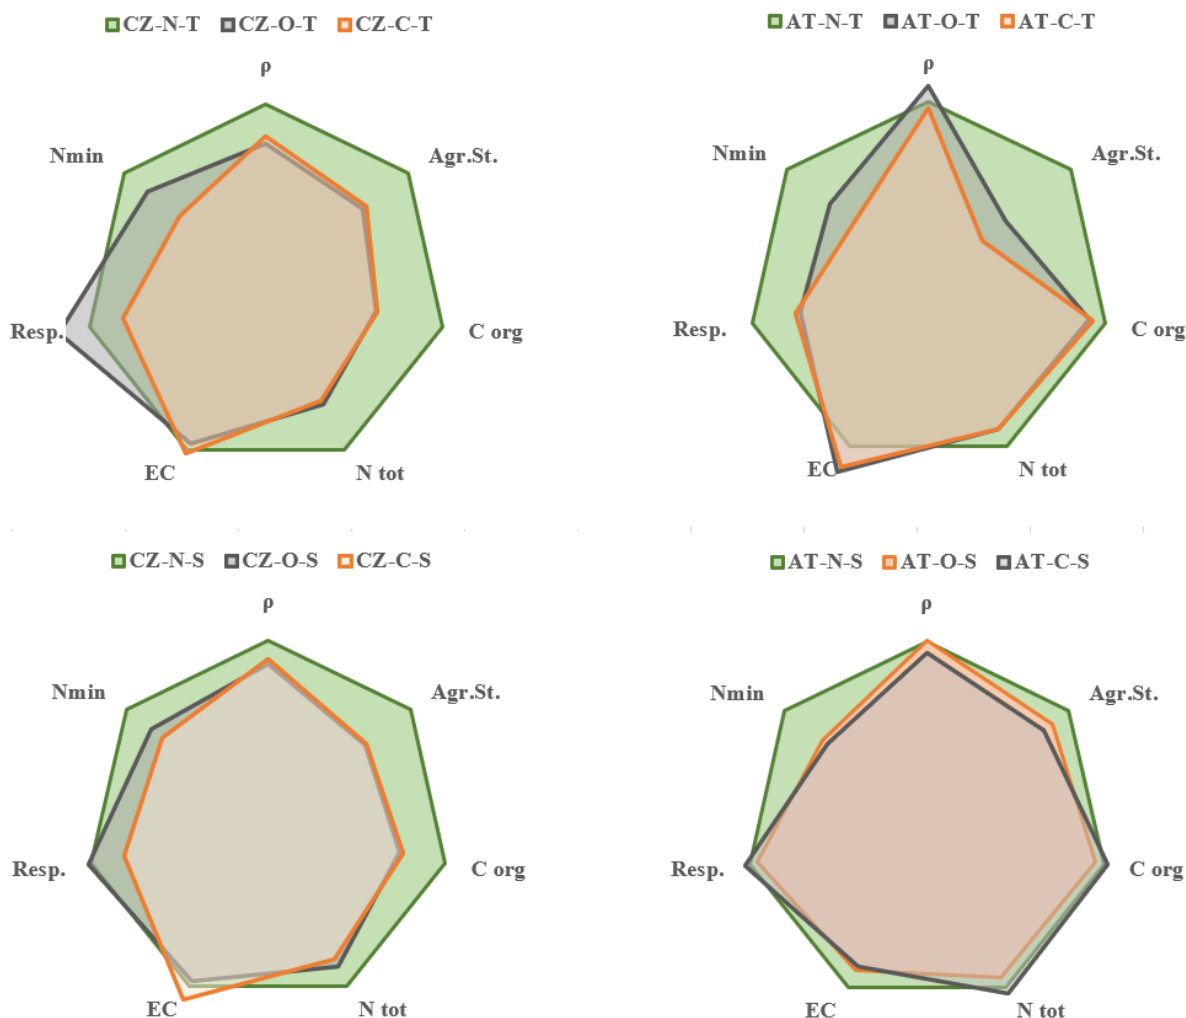 CZ-N-T CZ-O-T CZ-C-T
ρ
Nmin Agr.St.
Resp. C org
EC N tot
AT-N-T AT-O-T AT-C-T
ρ
Nmin Agr.St.
Resp. C org
EC N tot
CZ-N-S CZ-O-S CZ-C-S
ρ
Nmin Agr.St.
Resp. C org
EC N tot
AT-N-S AT-O-S AT-C-S
ρ
Nmin Agr.St.
Resp. C org
EC N tot